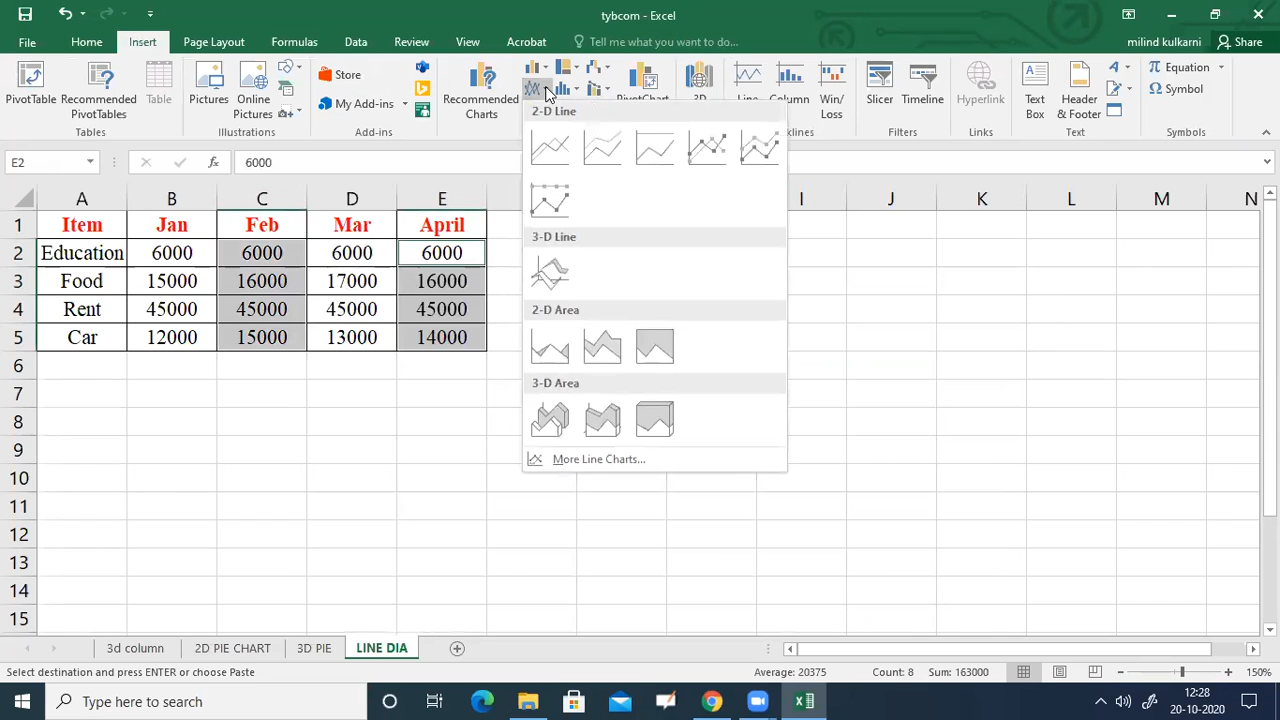 tybcom - Excel
File Home Insert Page Layout Formulas Data Review View Acrobat Tell me what you want to do... milind kulkarni Share
PivotTable Recommended PivotTables Table Tables
Pictures Online Pictures Illustrations
Store My Add-ins Add-ins
Recommended Charts
Column Win/Loss
Slicer Timeline Filters
Hyperlink Links
Text Box Header & Footer Text
Equation Symbol Symbols
E2 fx 6000
2-D Line
3-D Line
2-D Area
3-D Area
More Line Charts...
A B C D E I J K L M N
1 Item Jan Feb Mar April
2 Education 6000 6000 6000 6000
3 Food 15000 16000 17000 16000
4 Rent 45000 45000 45000 45000
5 Car 12000 15000 13000 14000
6
7
8
9
10
11
12
13
14
15
3d column 2D PIE CHART 3D PIE LINE DIA
Select destination and press ENTER or choose Paste Average: 20375 Count: 8 Sum: 163000 150%
Type here to search
12:28
20-10-2020